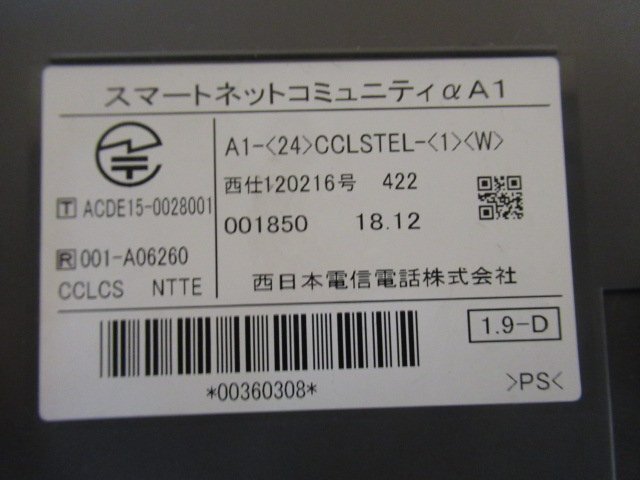 スマートネットコミュニティαA1
A1-<24>CCLSTEL-<1><W>
西仕120216号 422
T ACDE15-0028001
001850 18.12
R 001-A06260
CCLCS NTTE
西日本電信電話株式会社
1.9-D
*00360308*
>PS<